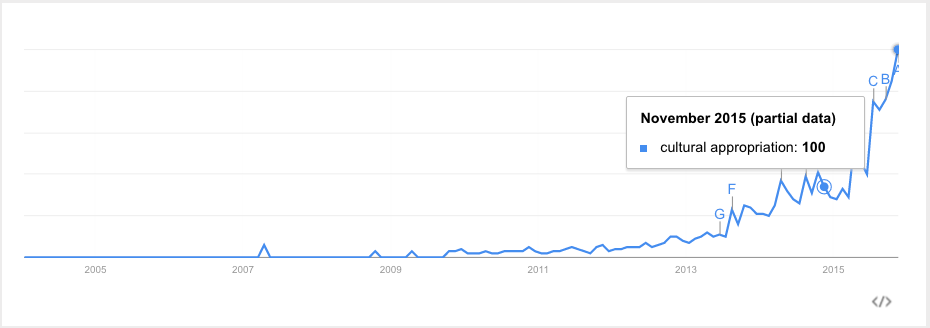 C B
A
November 2015 (partial data)
cultural appropriation: 100
F
G
2005 2007 2009 2011 2013 2015
</>